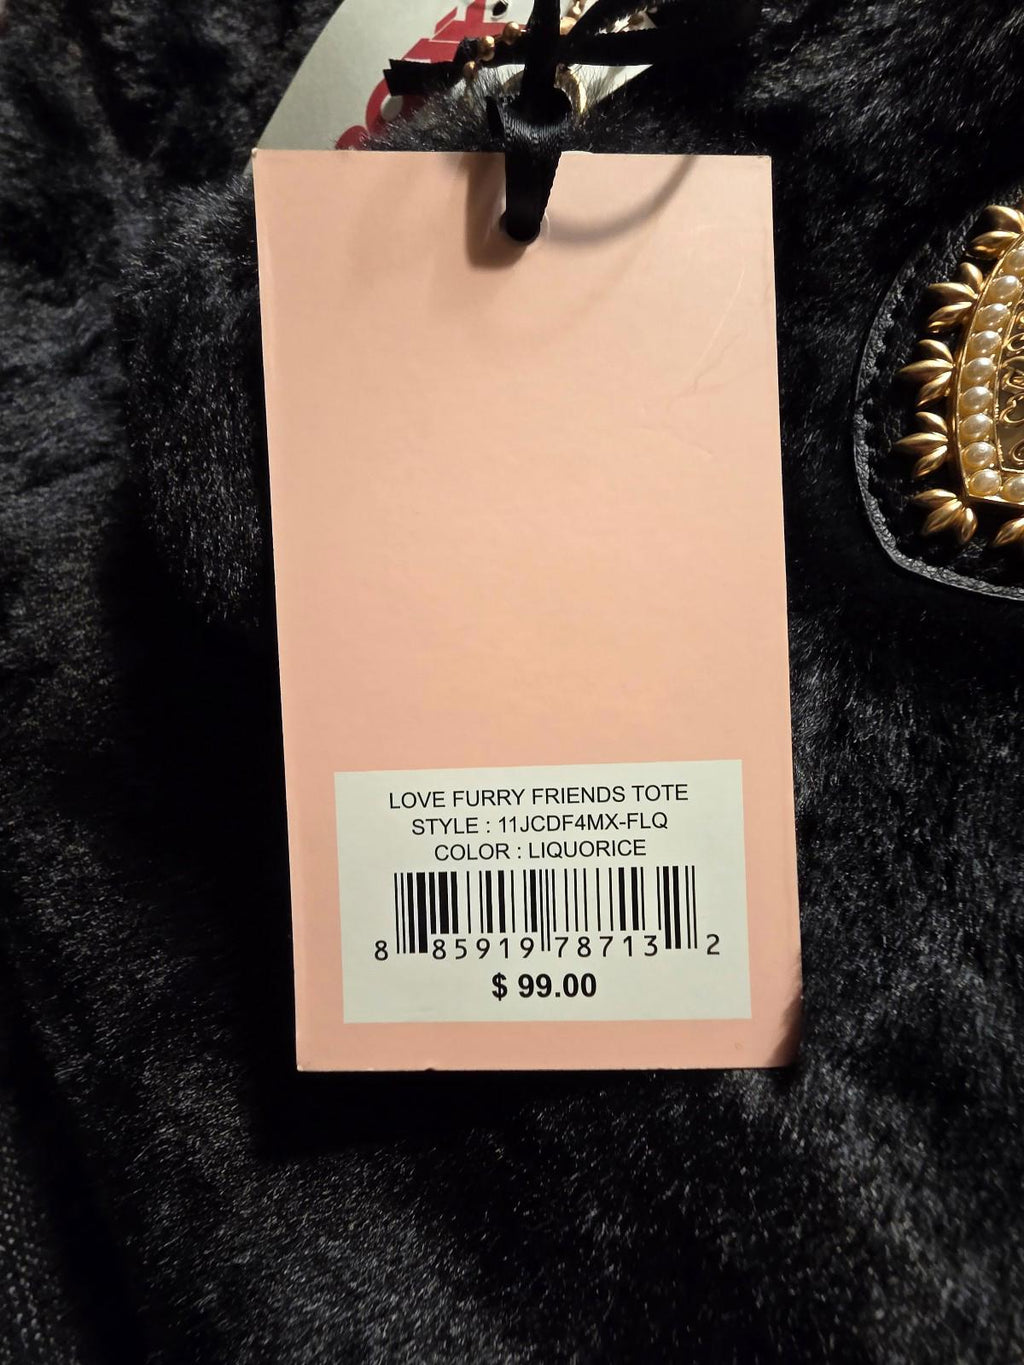 LOVE FURRY FRIENDS TOTE
STYLE : 11JCDF4MX-FLQ
COLOR : LIQUORICE
8 85919 78713 2
$ 99.00